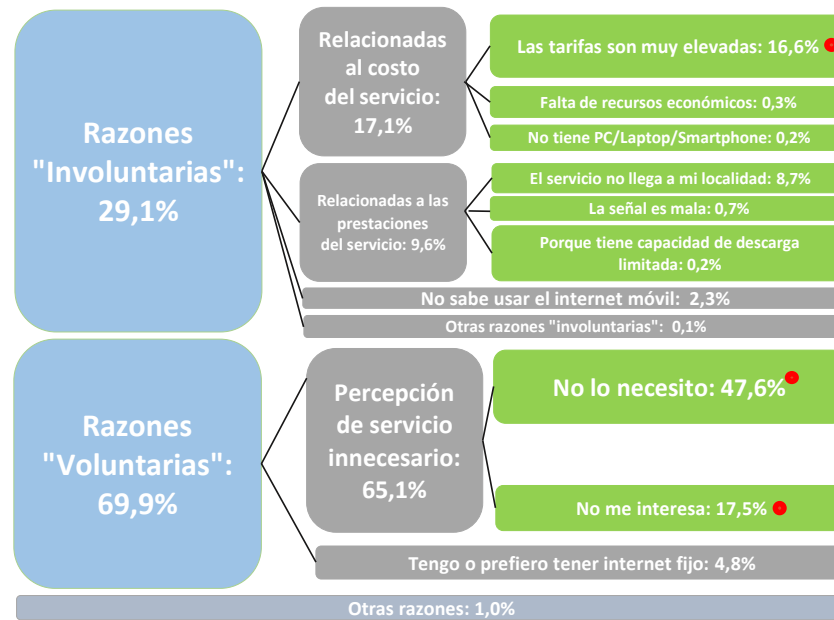 Razones
"Involuntarias":
29,1%
Relacionadas
al costo
del servicio:
17,1%
Las tarifas son muy elevadas: 16,6%
Falta de recursos económicos: 0,3%
No tiene PC/Laptop/Smartphone: 0,2%
Relacionadas a las
prestaciones
del servicio: 9,6%
El servicio no llega a mi localidad: 8,7%
La señal es mala: 0,7%
Porque tiene capacidad de descarga
limitada: 0,2%
No sabe usar el internet móvil: 2,3%
Otras razones "involuntarias": 0,1%
Razones
"Voluntarias":
69,9%
Percepción
de servicio
innecesario:
65,1%
No lo necesito: 47,6%
No me interesa: 17,5%
Tengo o prefiero tener internet fijo: 4,8%
Otras razones: 1,0%